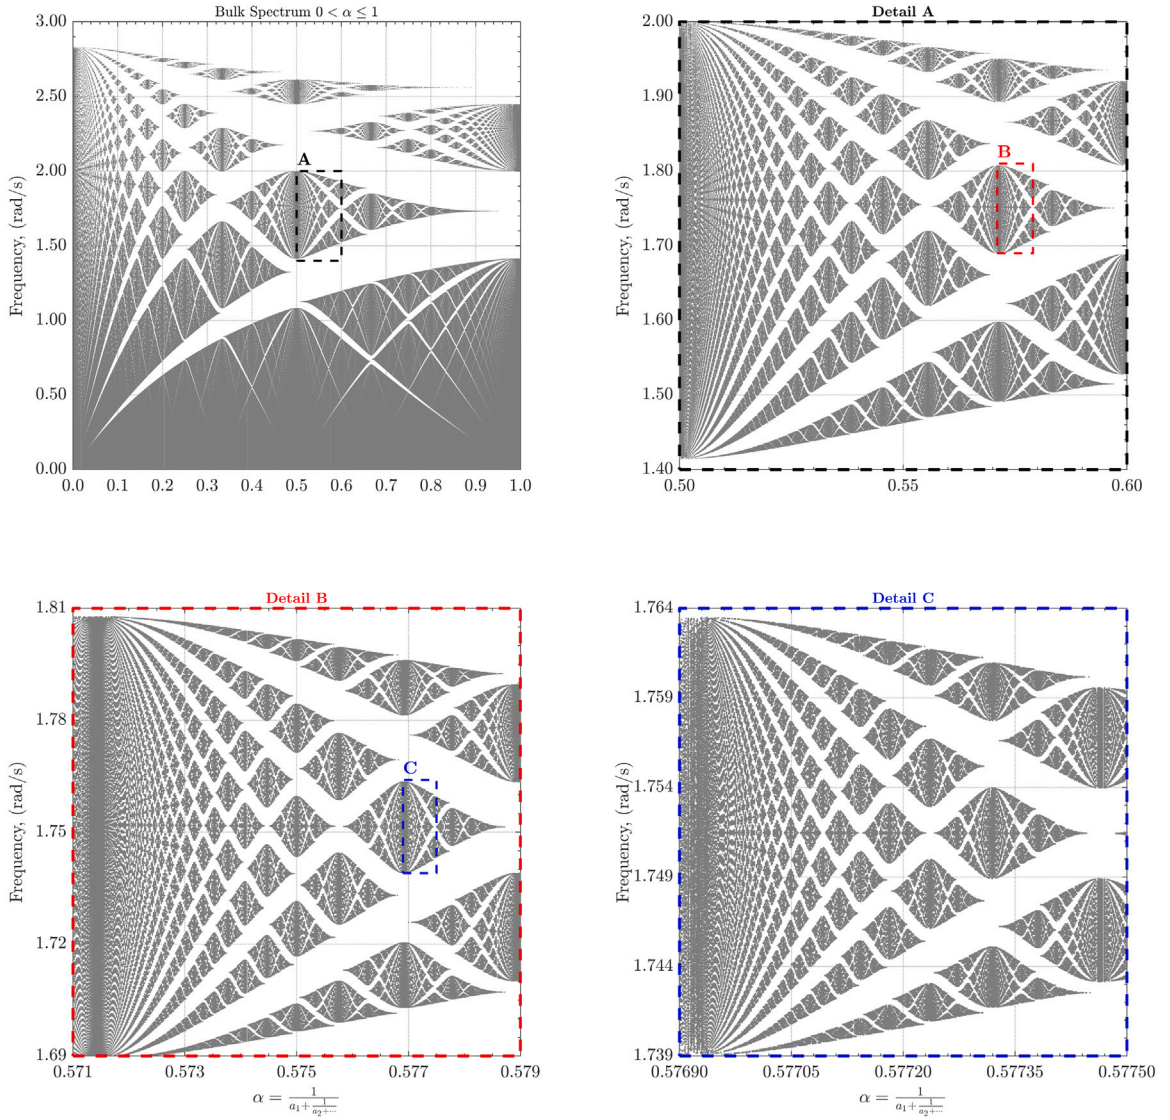 Bulk Spectrum 0 < α ≤ 1
Frequency, (rad/s)
3.00
2.50
2.00
1.50
1.00
0.50
0.00
A
0.0 0.1 0.2 0.3 0.4 0.5 0.6 0.7 0.8 0.9 1.0
Detail A
Frequency, (rad/s)
2.00
1.90
1.80
1.70
1.60
1.50
1.40
B
0.50 0.55 0.60
Detail B
Frequency, (rad/s)
1.81
1.78
1.75
1.72
1.69
C
0.571 0.573 0.575 0.577 0.579
α = 1/(a₁+1/(a₂+⋯))
Detail C
Frequency, (rad/s)
1.764
1.759
1.754
1.749
1.744
1.739
0.57690 0.57705 0.57720 0.57735 0.57750
α = 1/(a₁+1/(a₂+⋯))